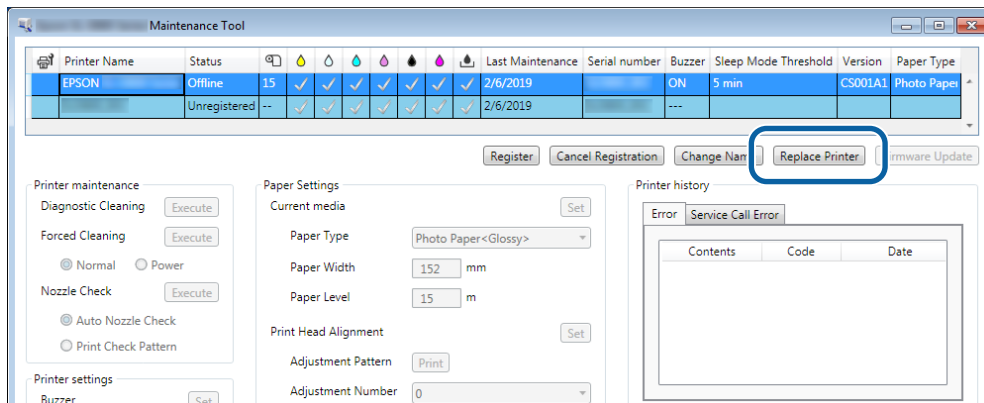 Maintenance Tool
Printer Name Status Last Maintenance Serial number Buzzer Sleep Mode Threshold Version Paper Type
EPSON Offline 15 2/6/2019 ON 5 min CS001A1 Photo Paper
Unregistered -- 2/6/2019 ---
Register Cancel Registration Change Name Replace Printer Firmware Update
Printer maintenance
Diagnostic Cleaning Execute
Forced Cleaning Execute
Normal Power
Nozzle Check Execute
Auto Nozzle Check
Print Check Pattern
Printer settings
Buzzer Set
Paper Settings
Current media Set
Paper Type Photo Paper<Glossy>
Paper Width 152 mm
Paper Level 15 m
Print Head Alignment Set
Adjustment Pattern Print
Adjustment Number 0
Printer history
Error Service Call Error
Contents Code Date